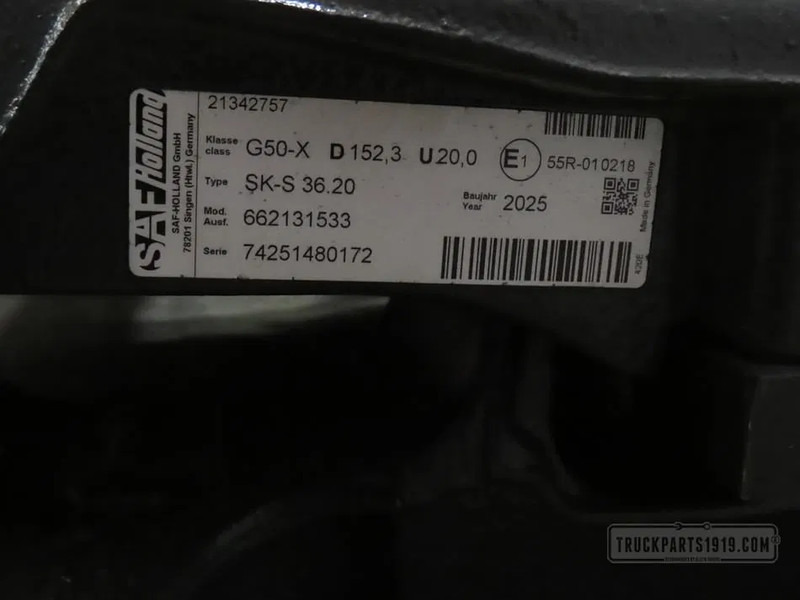 SAF Holland
SAF-HOLLAND GmbH
78201 Singen (Htwl.) Germany
21342757
Klasse
class G50-X D 152,3 U 20,0 E1 55R-010218
Type SK-S 36.20
Baujahr
Year 2025
Mod.
Ausf. 662131533
Serie 74251480172
Made in Germany
TRUCKPARTS1919.COM